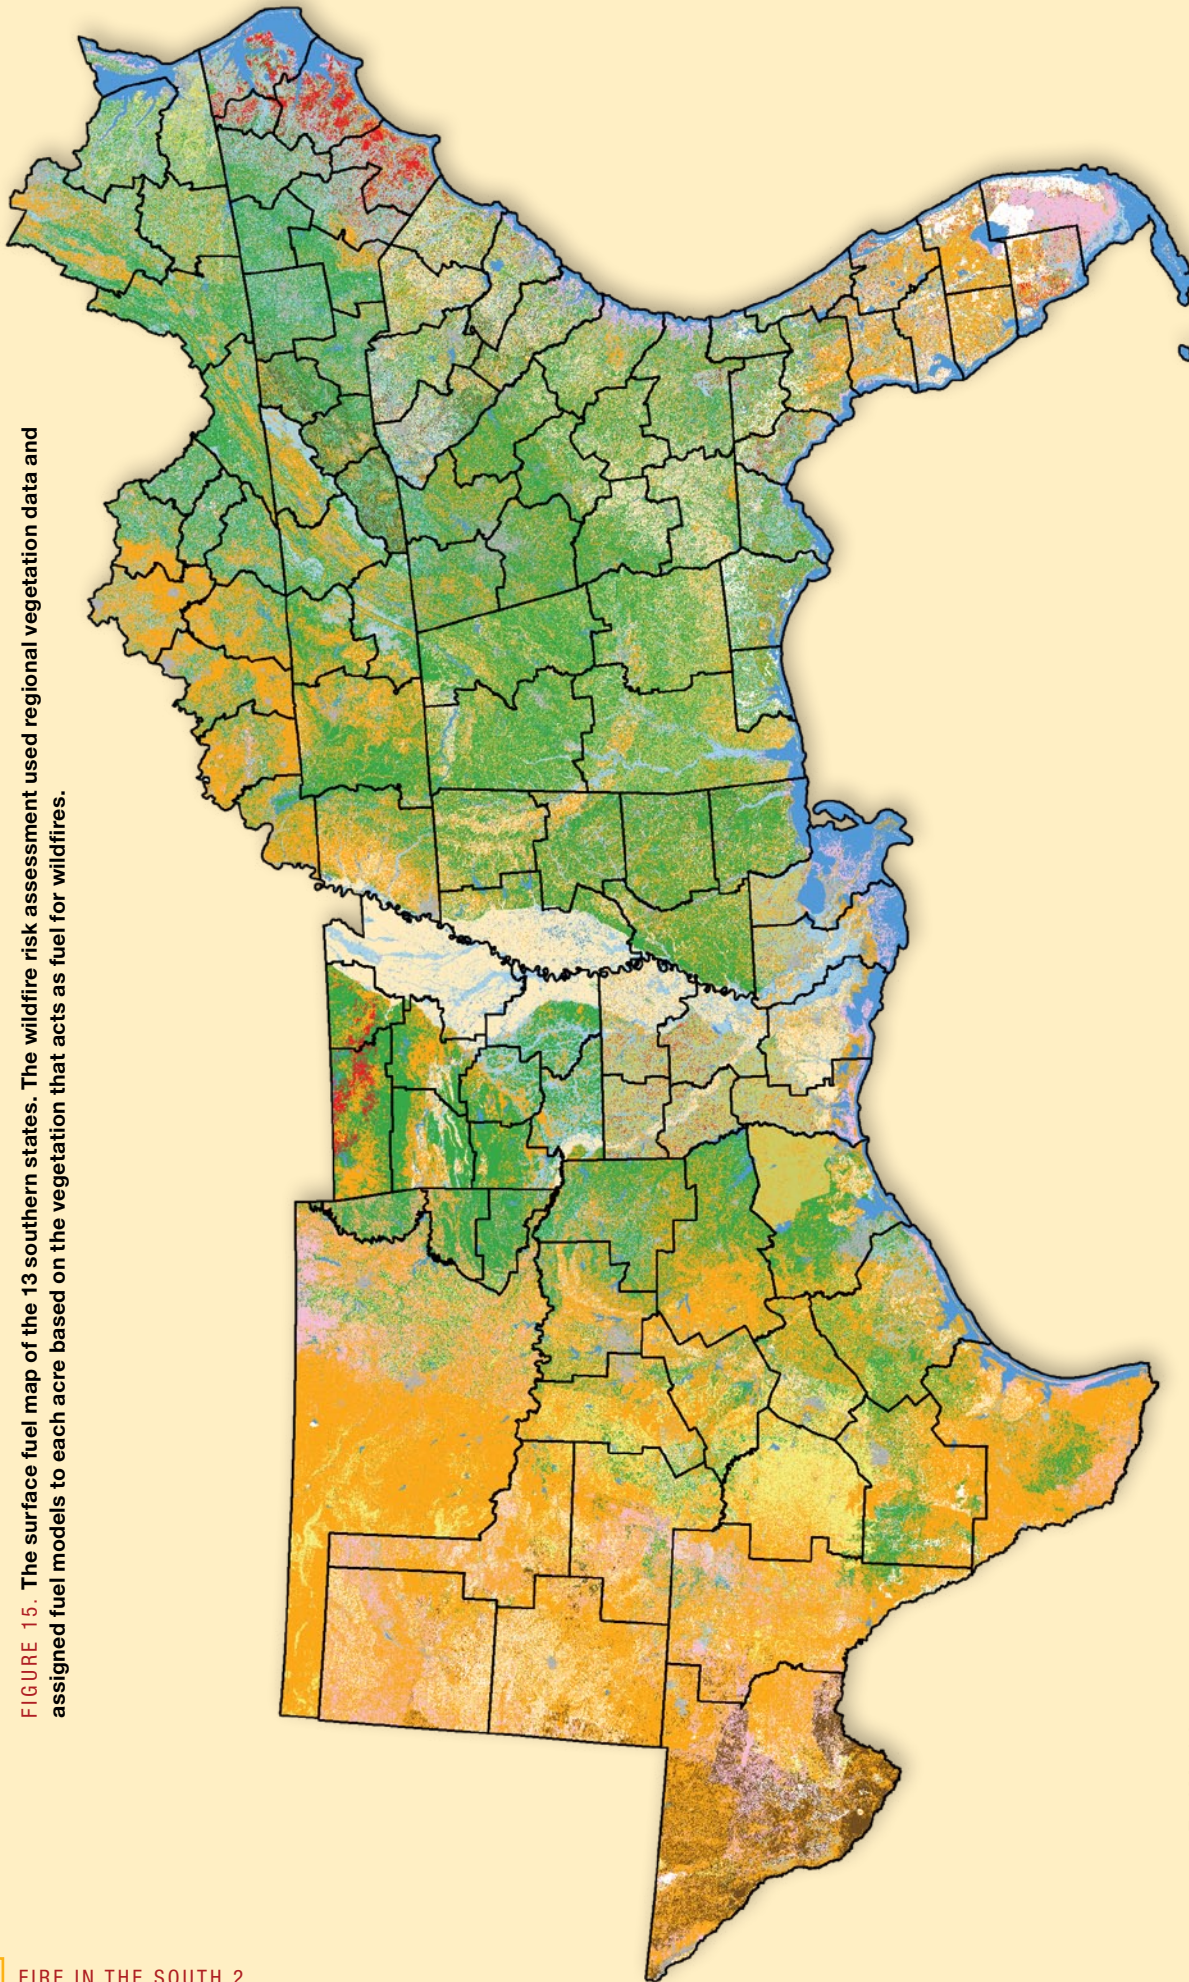 FIGURE 15. The surface fuel map of the 13 southern states. The wildfire risk assessment used regional vegetation data and
assigned fuel models to each acre based on the vegetation that acts as fuel for wildfires.
FIRE IN THE SOUTH 2